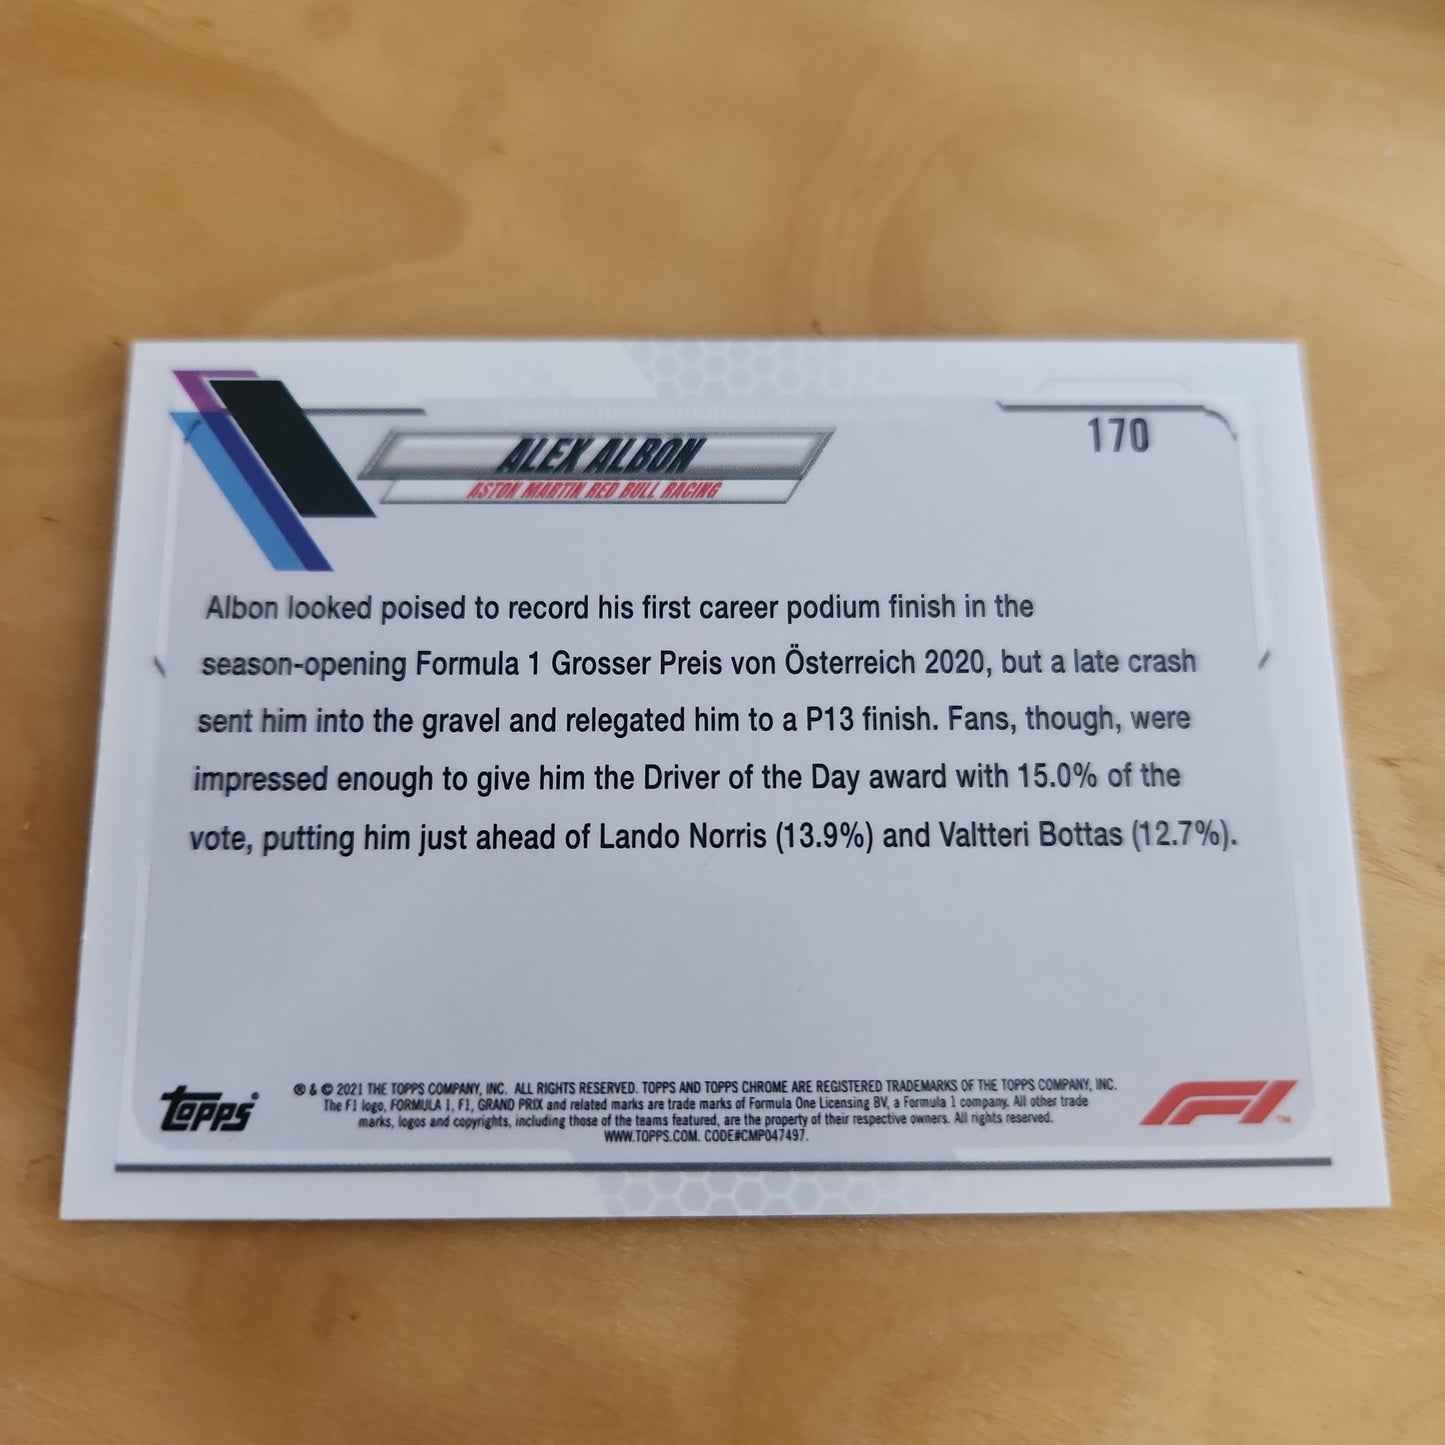 170
ALEX ALBON
ASTON MARTIN RED BULL RACING
Albon looked poised to record his first career podium finish in the
season-opening Formula 1 Grosser Preis von Österreich 2020, but a late crash
sent him into the gravel and relegated him to a P13 finish. Fans, though, were
impressed enough to give him the Driver of the Day award with 15.0% of the
vote, putting him just ahead of Lando Norris (13.9%) and Valtteri Bottas (12.7%).
Topps®
® & © 2021 THE TOPPS COMPANY, INC. ALL RIGHTS RESERVED. TOPPS AND TOPPS CHROME ARE REGISTERED TRADEMARKS OF THE TOPPS COMPANY, INC.
The F1 logo, FORMULA 1, F1, GRAND PRIX and related marks are trade marks of Formula One Licensing BV, a Formula 1 company. All other trade
marks, logos and copyrights, including those of the teams featured, are the property of their respective owners. All rights reserved.
WWW.TOPPS.COM. CODE#CMP047497.
F1™